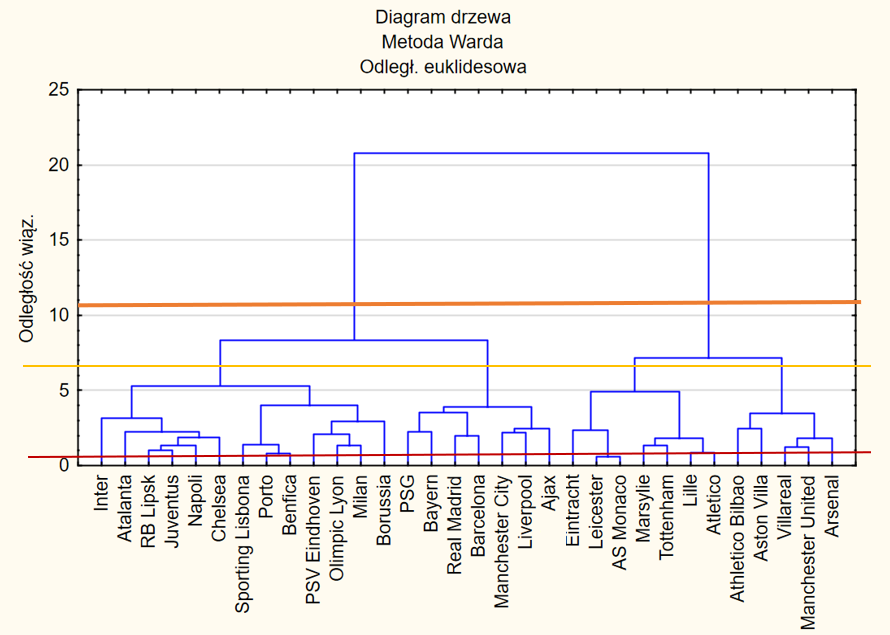 Diagram drzewa
Metoda Warda
Odległ. euklidesowa
Odległość wiąz.
25
20
15
10
5
0
Inter
Atalanta
RB Lipsk
Juventus
Napoli
Chelsea
Sporting Lisbona
Porto
Benfica
PSV Eindhoven
Olimpic Lyon
Milan
Borussia
PSG
Bayern
Real Madrid
Barcelona
Manchester City
Liverpool
Ajax
Eintracht
Leicester
AS Monaco
Marsylie
Tottenham
Lille
Atletico
Athletico Bilbao
Aston Villa
Villareal
Manchester United
Arsenal